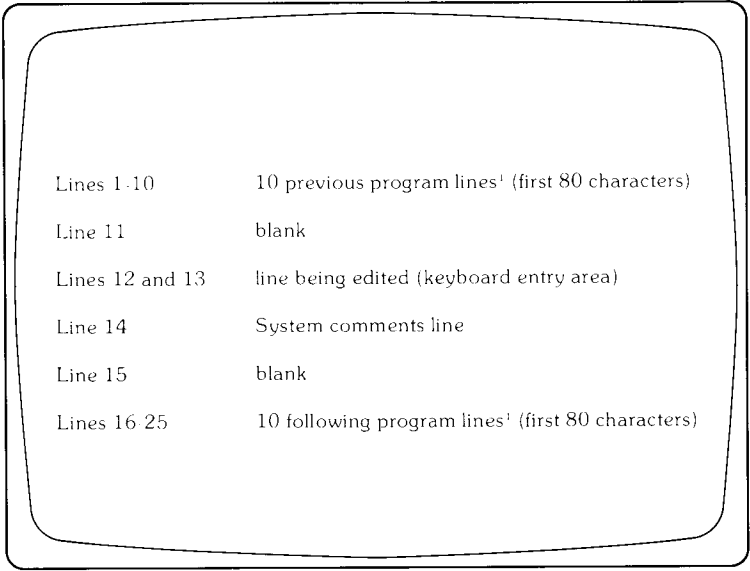 Lines 1-10 10 previous program lines¹ (first 80 characters)
Line 11 blank
Lines 12 and 13 line being edited (keyboard entry area)
Line 14 System comments line
Line 15 blank
Lines 16-25 10 following program lines¹ (first 80 characters)